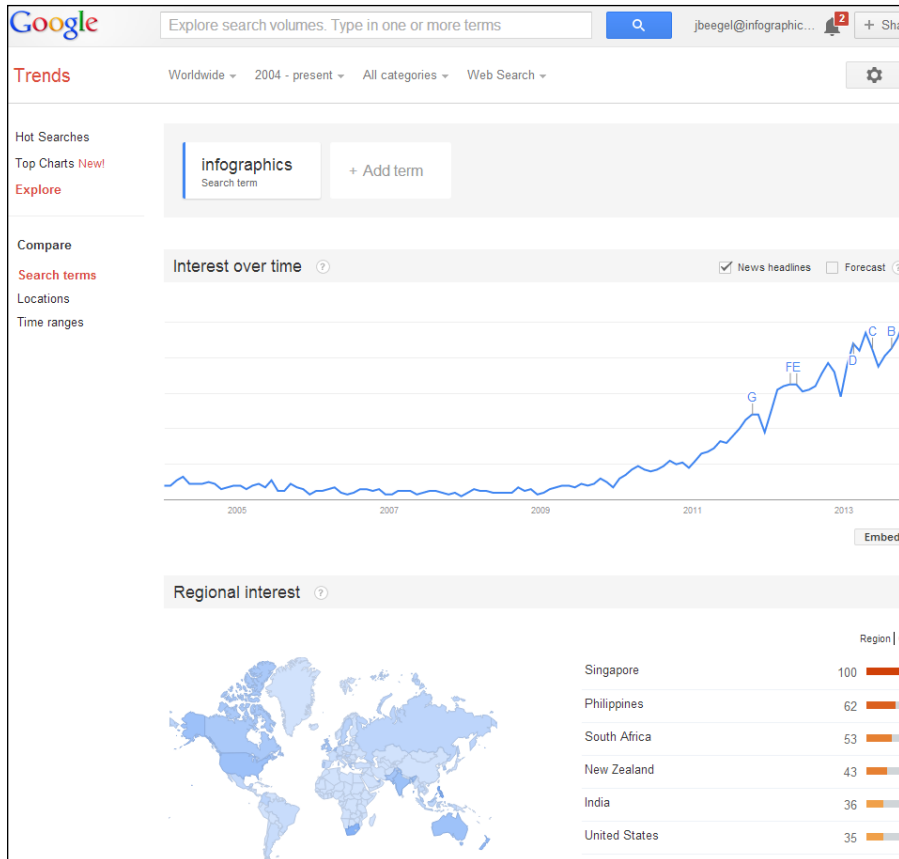 Google
Explore search volumes. Type in one or more terms
jbeegel@infographic...
2
+ Sha
Trends
Worldwide
2004 - present
All categories
Web Search
Hot Searches
Top Charts New!
Explore
infographics
Search term
+ Add term
Compare
Search terms
Locations
Time ranges
Interest over time ?
News headlines
Forecast ?
C
B
D
FE
G
2005
2007
2009
2011
2013
Embed
Regional interest ?
Region |
Singapore 100
Philippines 62
South Africa 53
New Zealand 43
India 36
United States 35